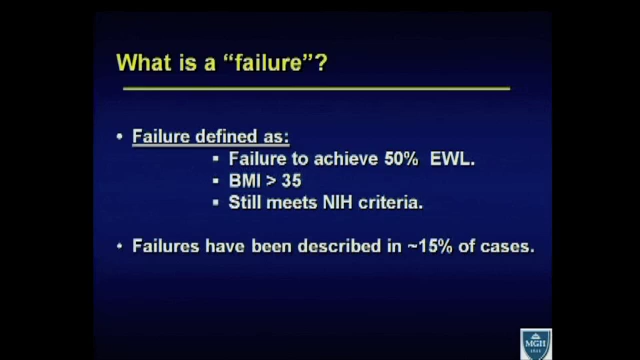 What is a “failure”?
• Failure defined as:
▪ Failure to achieve 50% EWL.
▪ BMI > 35
▪ Still meets NIH criteria.
• Failures have been described in ~15% of cases.
MGH
1811